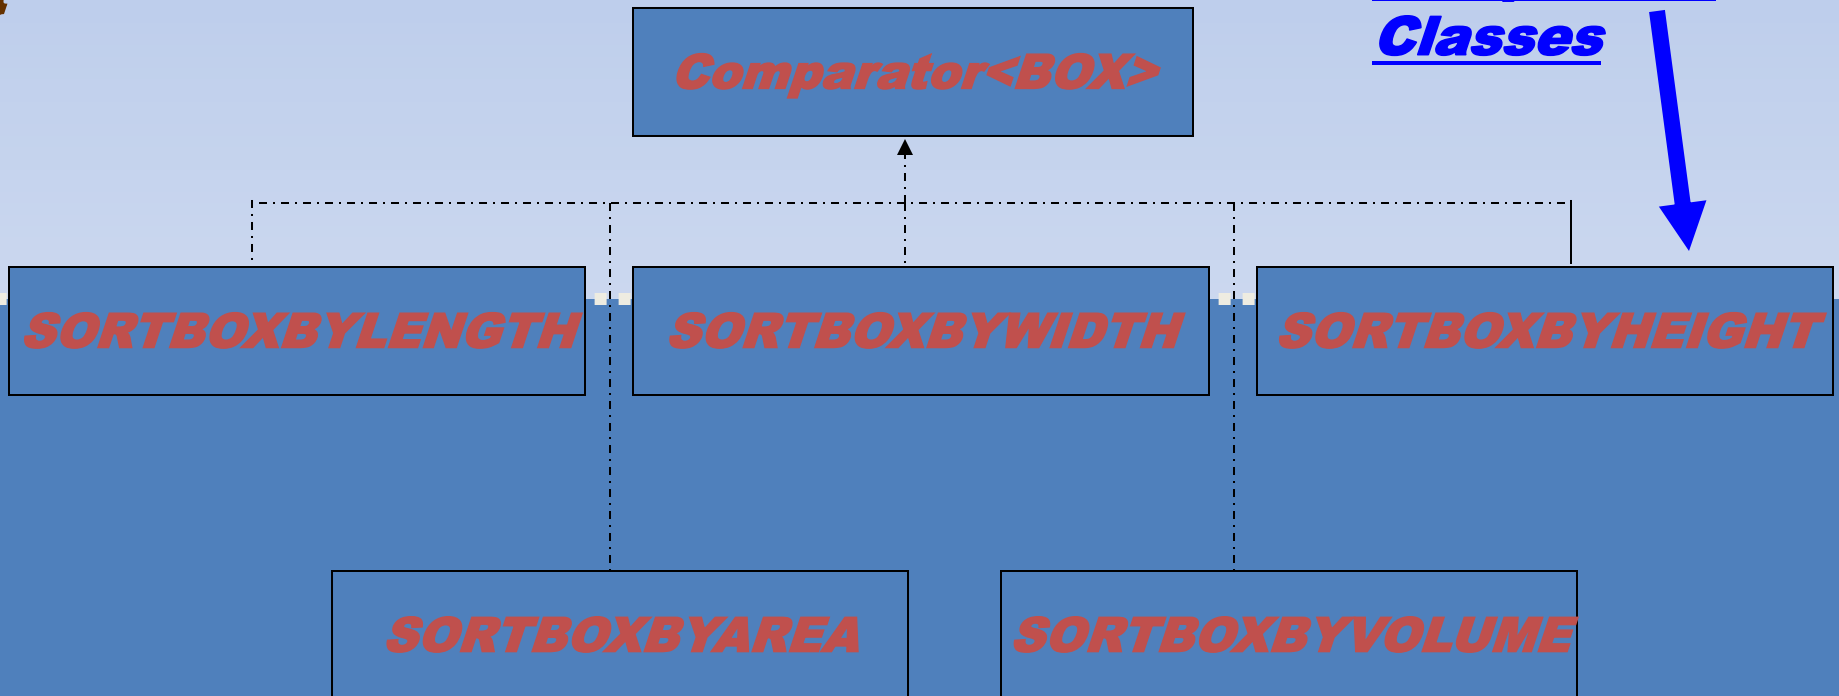 Classes
Comparator<BOX>
SORTBOXBYLENGTH
SORTBOXBYWIDTH
SORTBOXBYHEIGHT
SORTBOXBYAREA
SORTBOXBYVOLUME